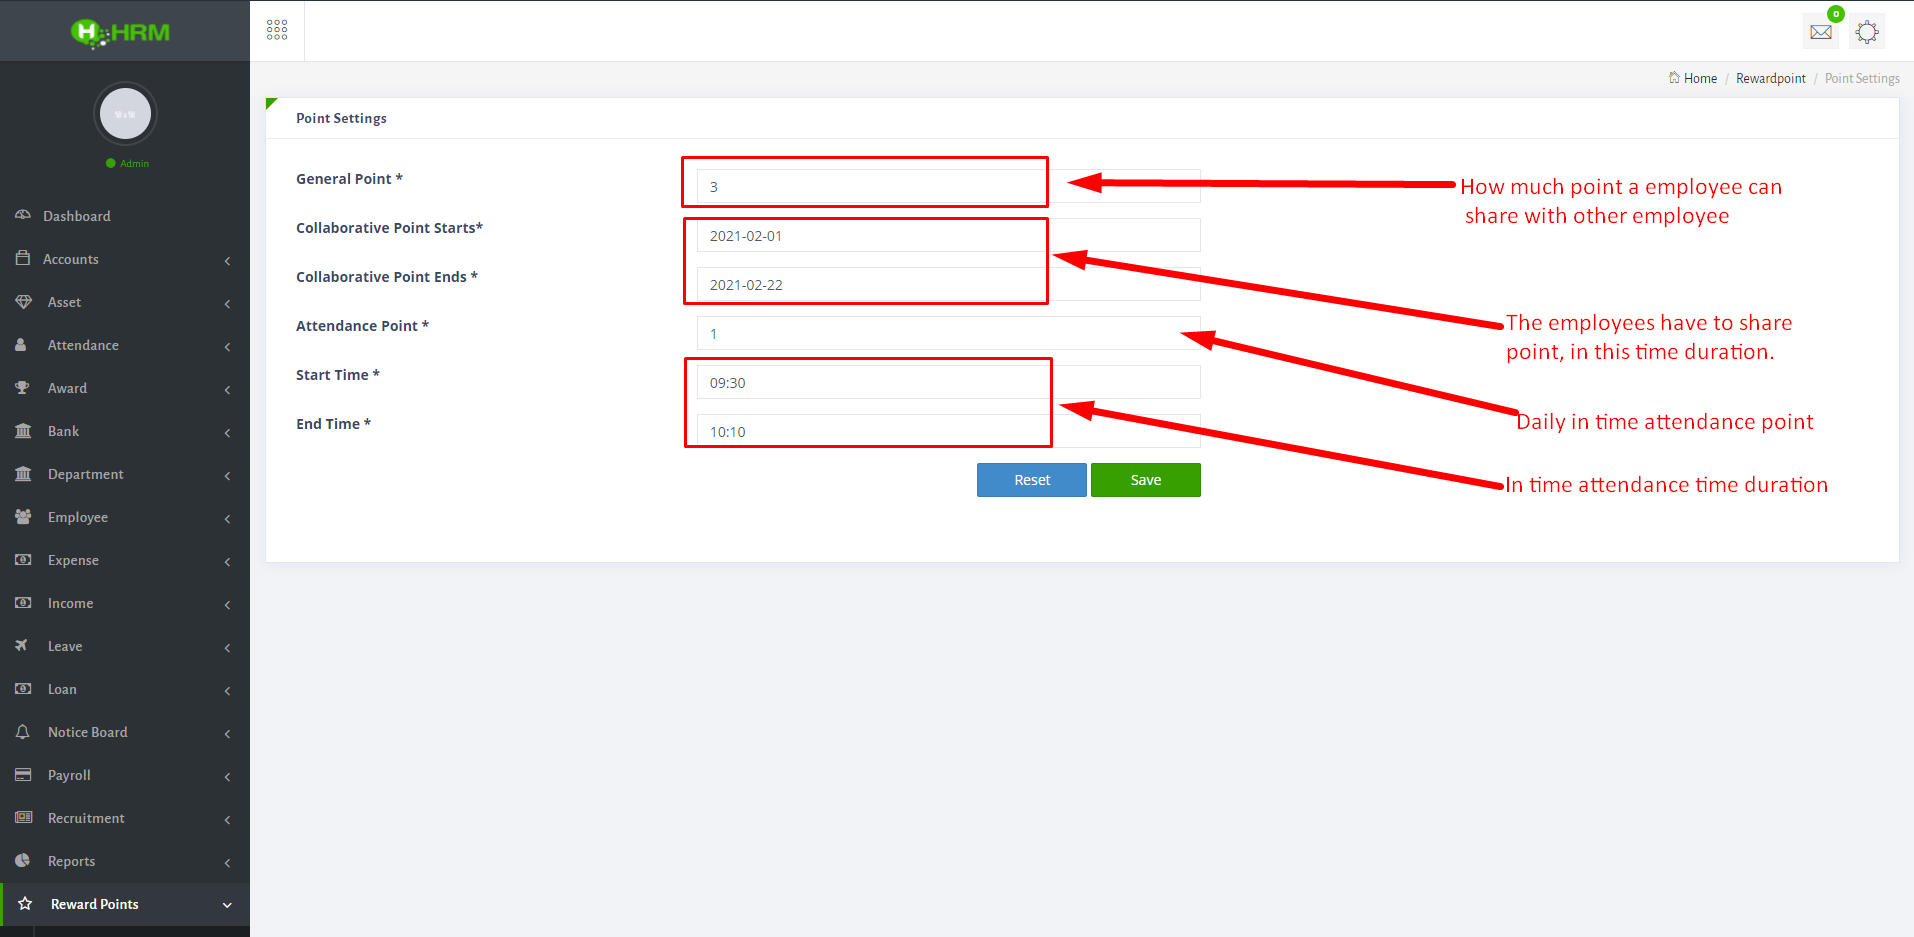 HRM
0
Home / Rewardpoint / Point Settings
Admin
Dashboard
Accounts
Asset
Attendance
Award
Bank
Department
Employee
Expense
Income
Leave
Loan
Notice Board
Payroll
Recruitment
Reports
Reward Points
Point Settings
General Point *
3
How much point a employee can
share with other employee
Collaborative Point Starts*
2021-02-01
Collaborative Point Ends *
2021-02-22
The employees have to share
point, in this time duration.
Attendance Point *
1
Daily in time attendance point
Start Time *
09:30
End Time *
10:10
In time attendance time duration
Reset
Save